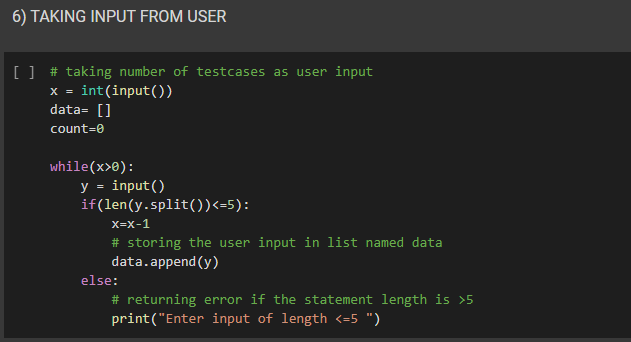 6) TAKING INPUT FROM USER
[ ] # taking number of testcases as user input
x = int(input())
data= []
count=0
while(x>0):
y = input()
if(len(y.split())<=5):
x=x-1
# storing the user input in list named data
data.append(y)
else:
# returning error if the statement length is >5
print("Enter input of length <=5 ")